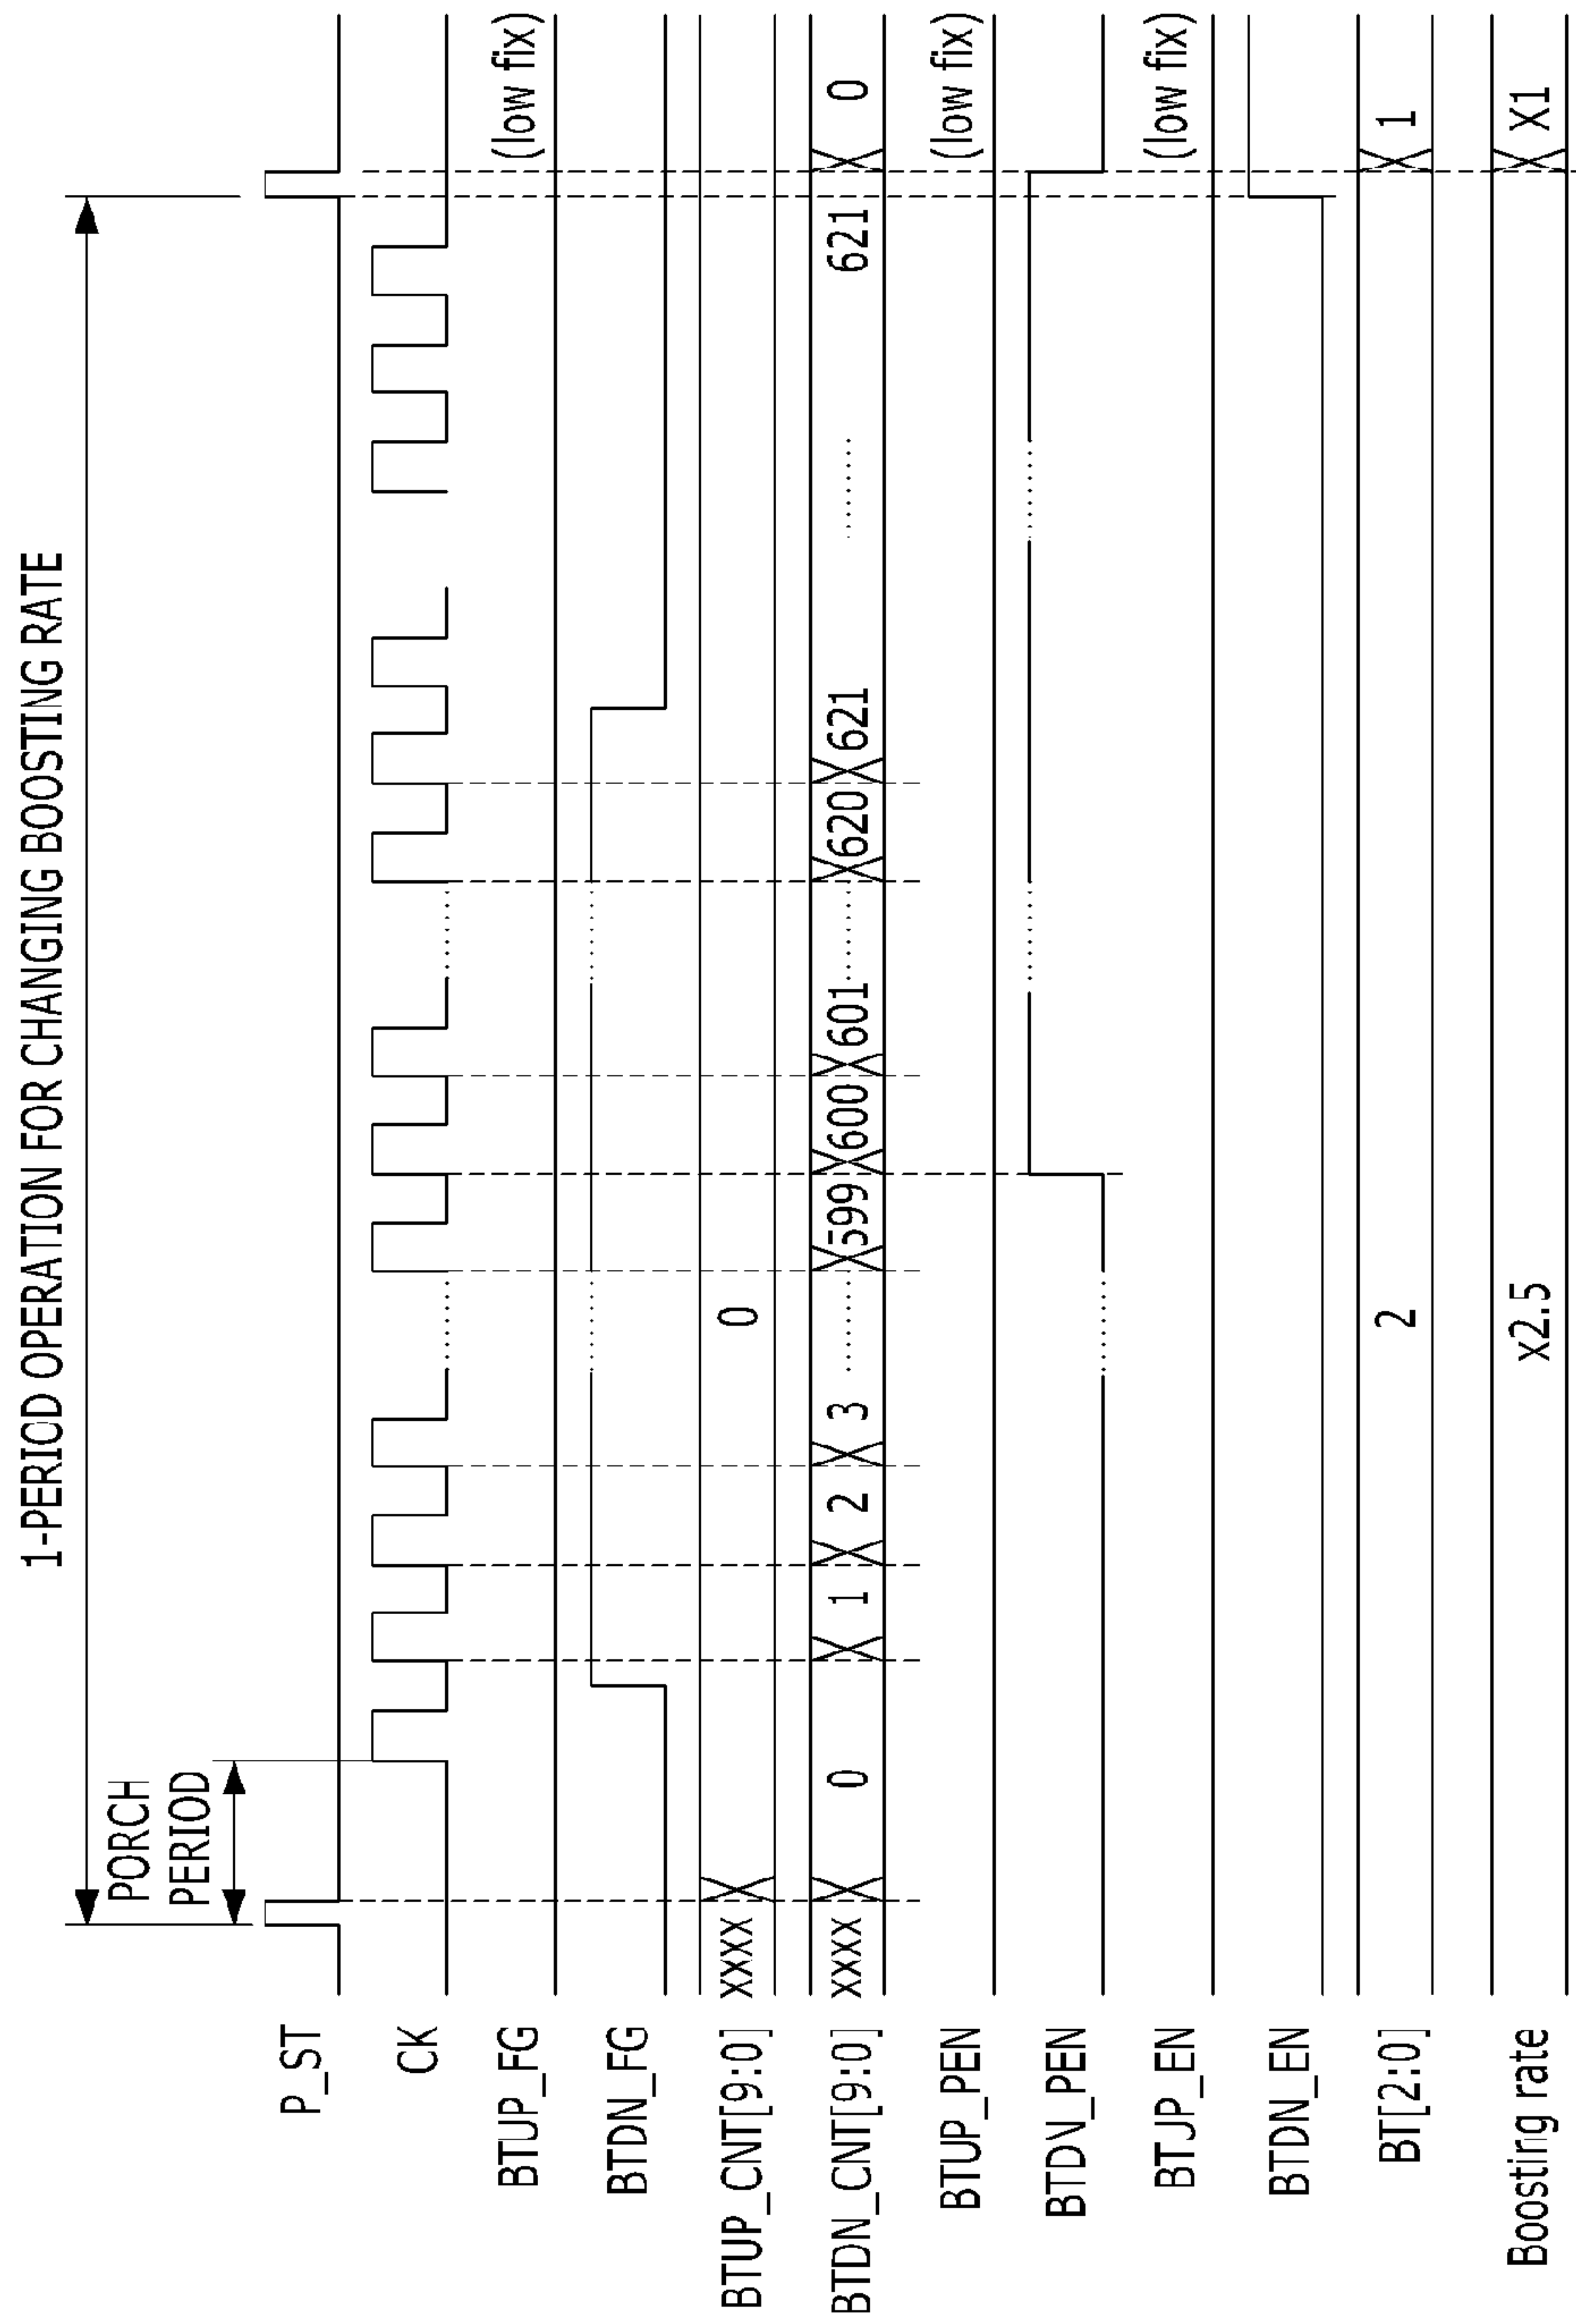 1-PERIOD OPERATION FOR CHANGING BOOSTING RATE
PORCH
PERIOD
P_ST
CK
BTUP_FG (low fix)
BTDN_FG
BTUP_CNT[9:0] xxxx 0
BTDN_CNT[9:0] xxxx 0 1 2 3 599 600 601 620 621 621 0
BTUP_PEN (low fix)
BTDN_PEN
BTJP_EN (low fix)
BTDN_EN
BT[2:0] 2 1
Boosting rate x2.5 X1